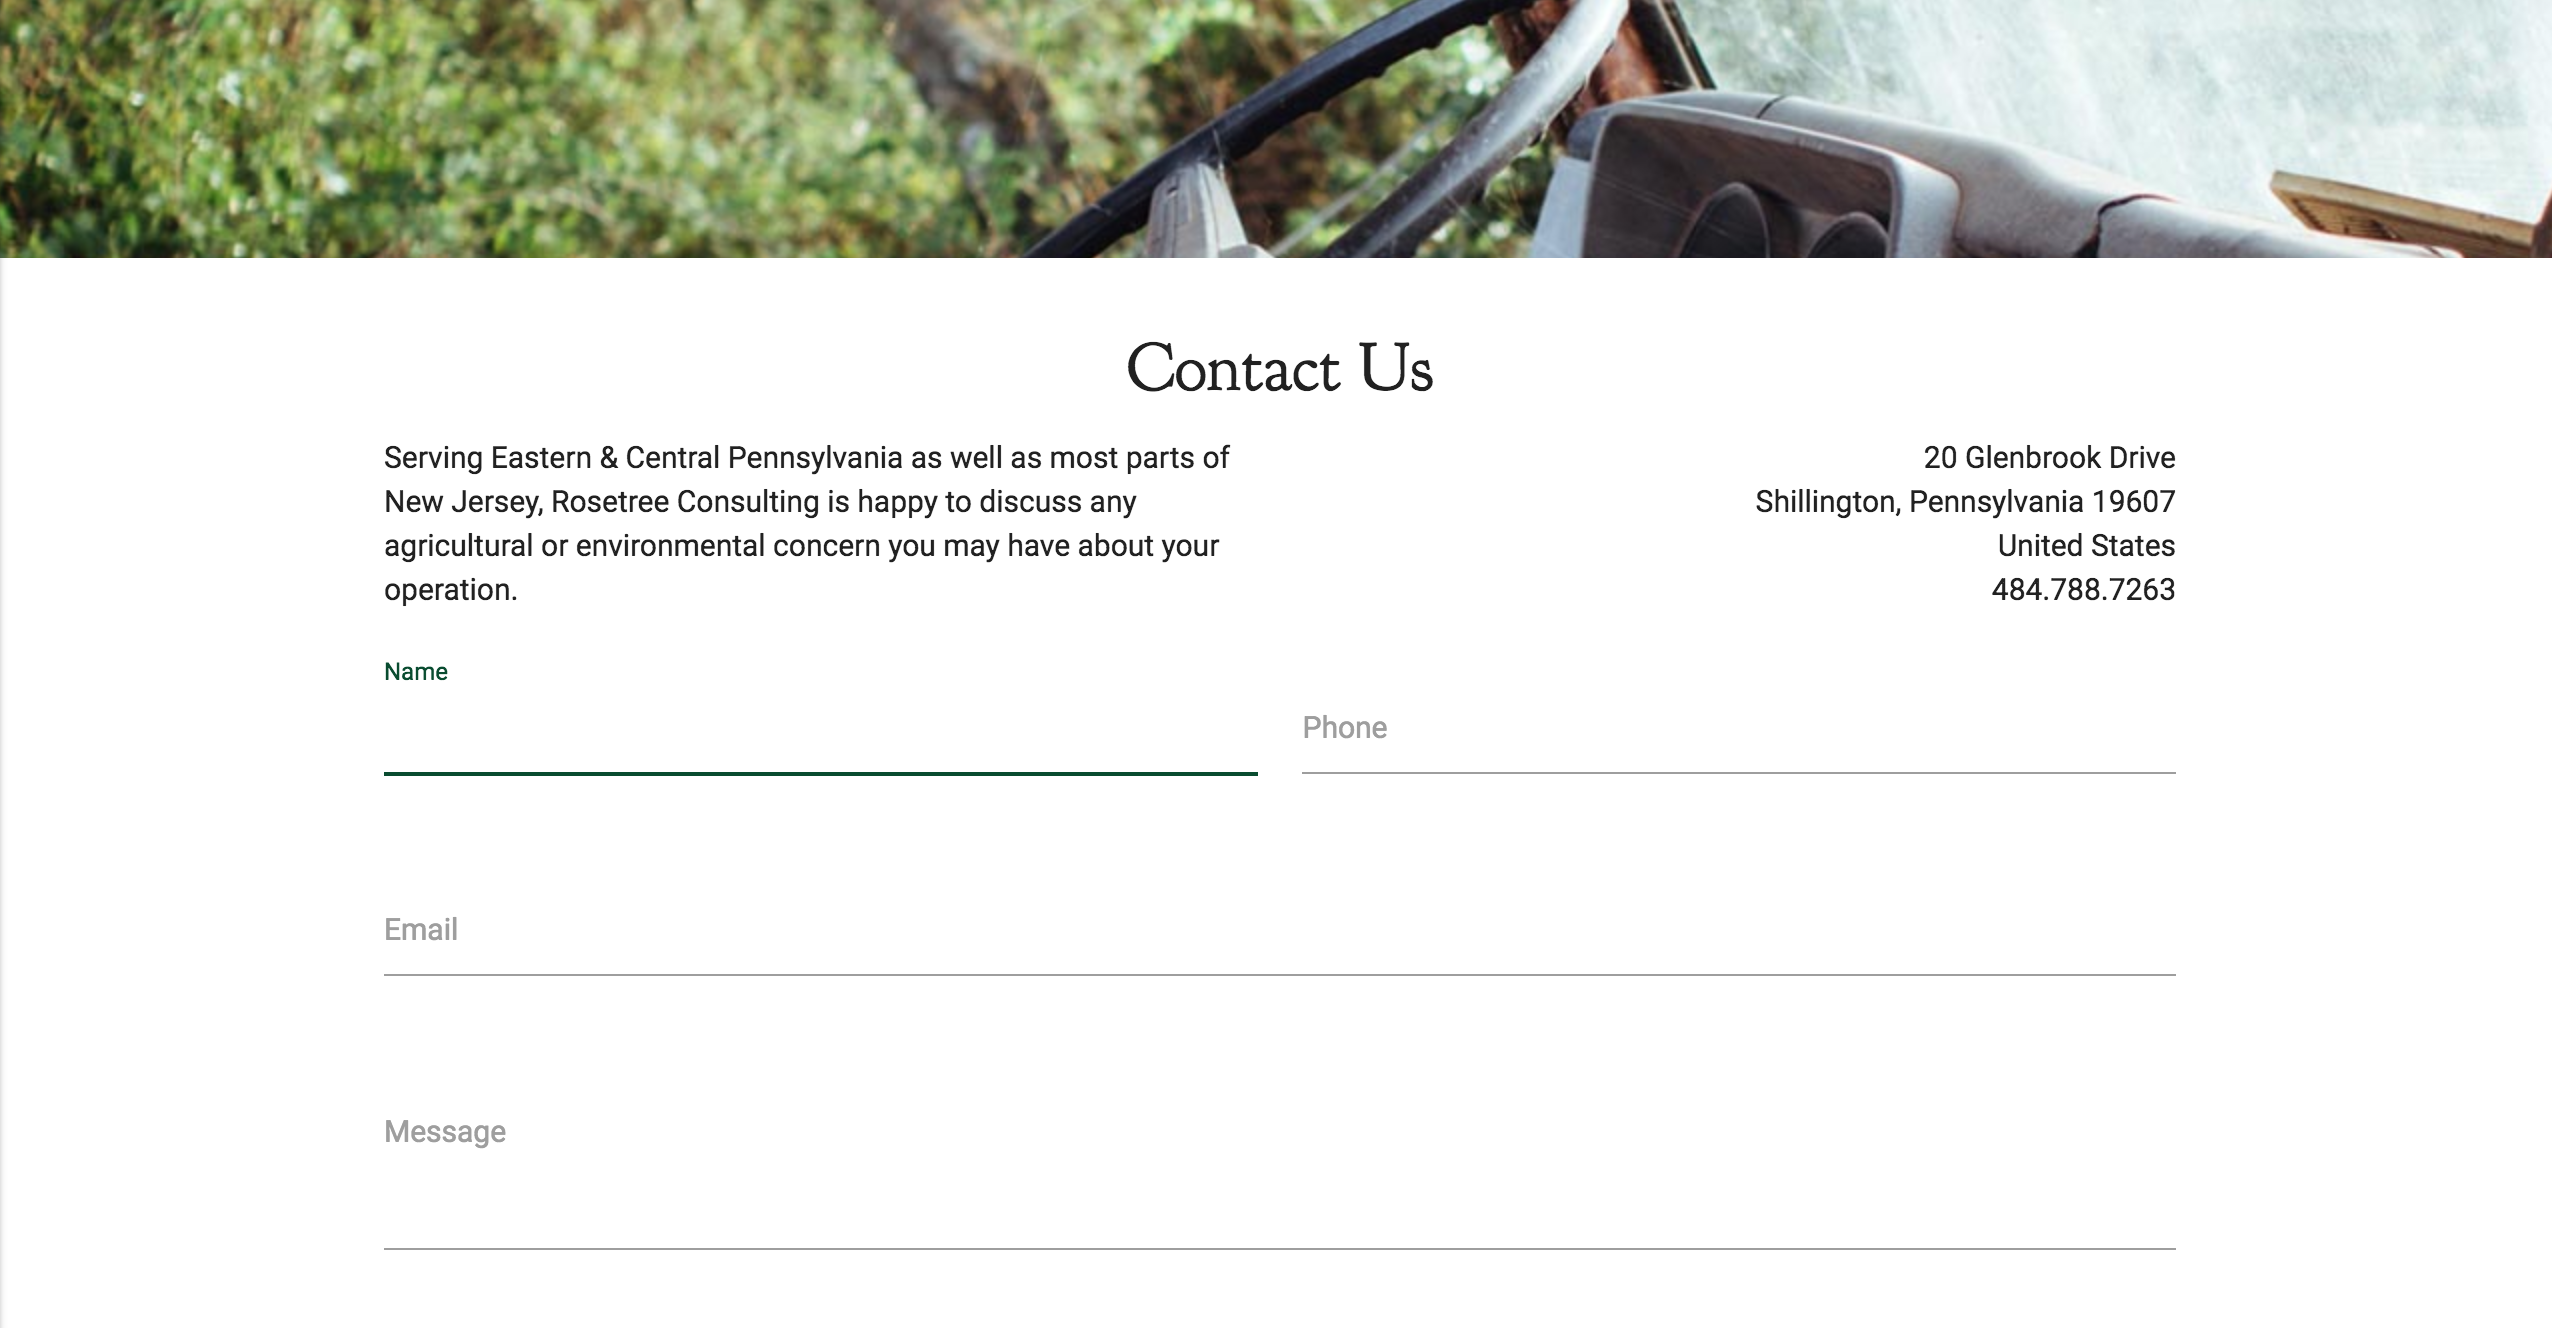 Contact Us
Serving Eastern & Central Pennsylvania as well as most parts of
New Jersey, Rosetree Consulting is happy to discuss any
agricultural or environmental concern you may have about your
operation.
20 Glenbrook Drive
Shillington, Pennsylvania 19607
United States
484.788.7263
Name
Phone
Email
Message